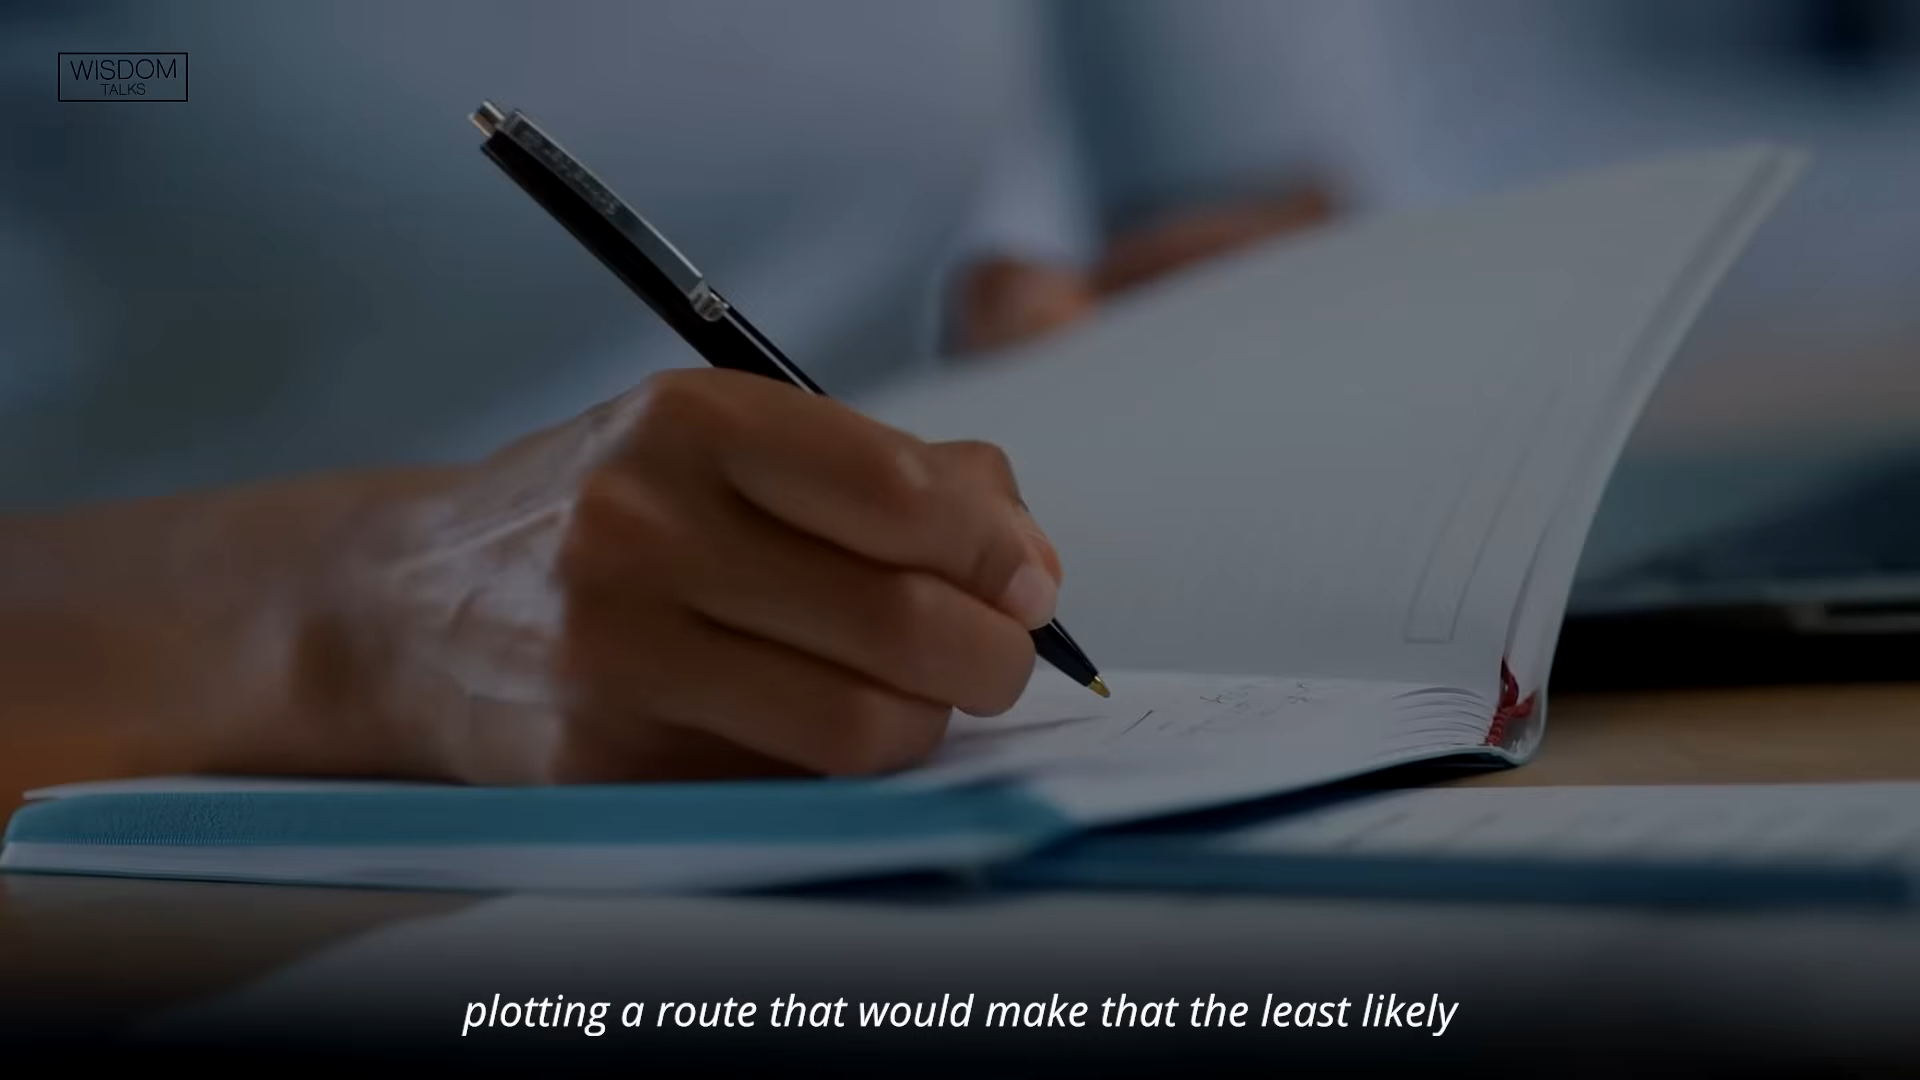 WISDOM
TALKS
plotting a route that would make that the least likely